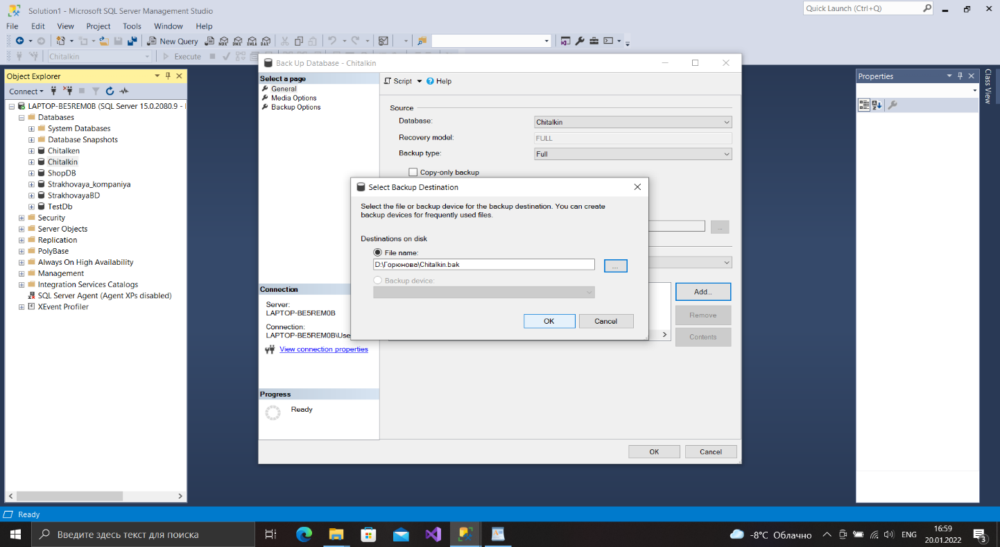 Solution1 - Microsoft SQL Server Management Studio
Quick Launch (Ctrl+Q)
File Edit View Project Tools Window Help
New Query
MDX DMX XMLA DAX
Chitalkin
Execute
Object Explorer
Connect
LAPTOP-BE5REM0B (SQL Server 15.0.2080.9 -
Databases
System Databases
Database Snapshots
Chitalken
Chitalkin
ShopDB
Strakhovaya_kompaniya
StrakhovayaBD
TestDb
Security
Server Objects
Replication
PolyBase
Always On High Availability
Management
Integration Services Catalogs
SQL Server Agent (Agent XPs disabled)
XEvent Profiler
Back Up Database - Chitalkin
Select a page
General
Media Options
Backup Options
Script
Help
Source
Database:
Chitalkin
Recovery model:
FULL
Backup type:
Full
Copy-only backup
...
Add...
Remove
Contents
Select Backup Destination
Select the file or backup device for the backup destination. You can create
backup devices for frequently used files.
Destinations on disk
File name:
D:\Горюнова\Chitalkin.bak
...
Backup device:
OK
Cancel
Connection
Server:
LAPTOP-BE5REM0B
Connection:
LAPTOP-BE5REM0B\Use
View connection properties
Progress
Ready
OK
Cancel
Properties
Class View
Ready
Введите здесь текст для поиска
-8°C Облачно
ENG
16:59
20.01.2022
3